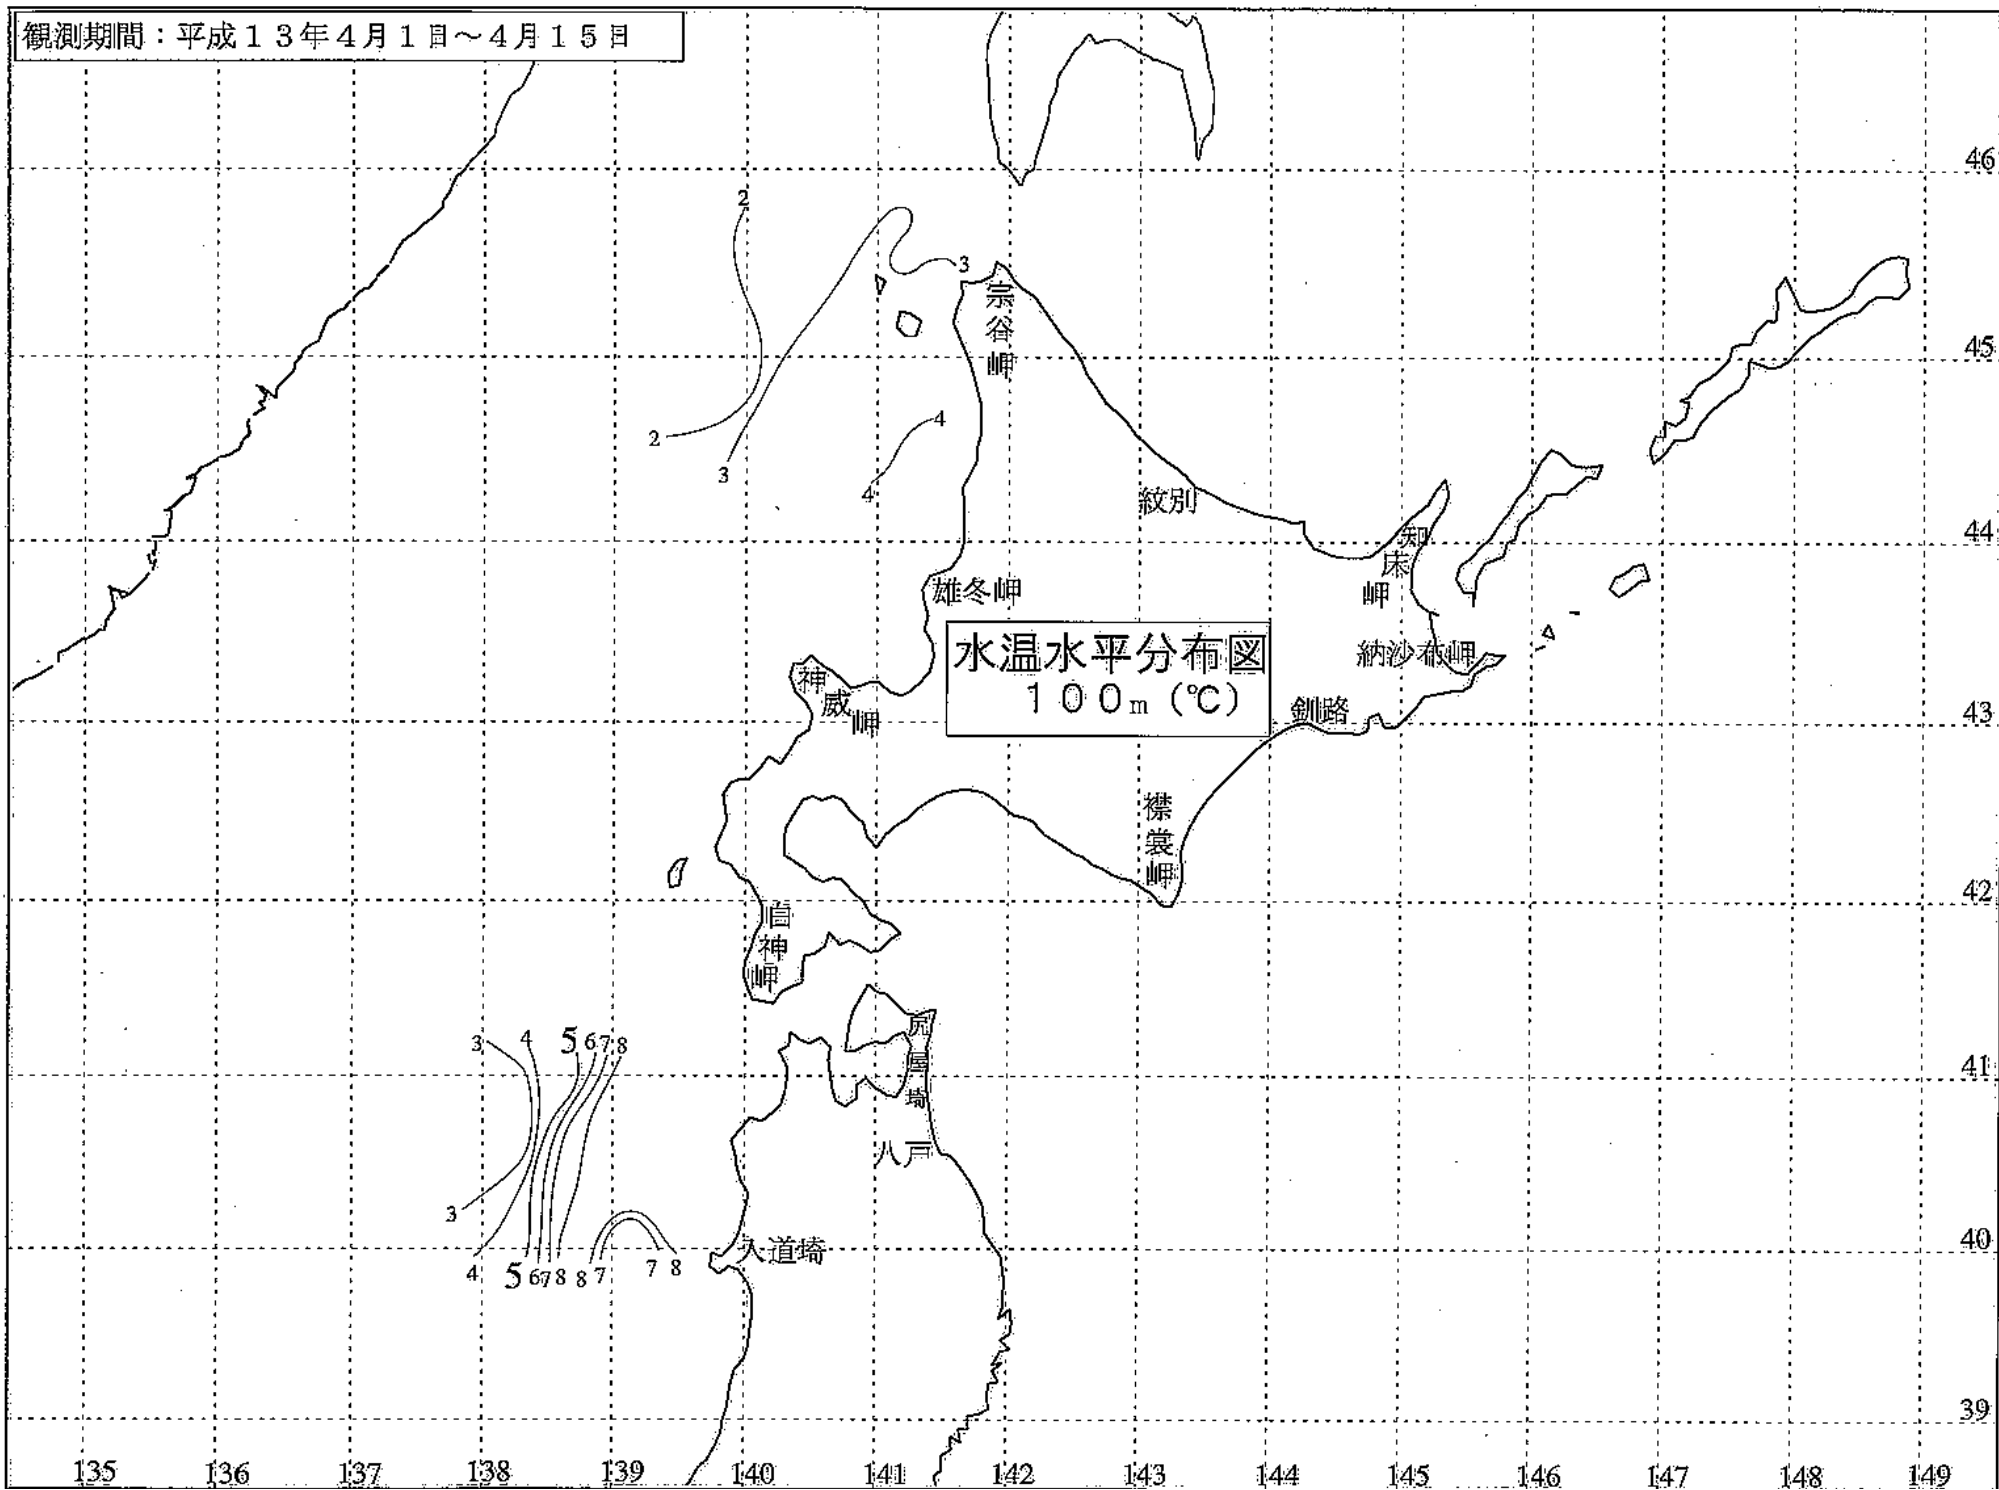 観測期間：平成１３年４月１日～４月１５日
46
2
3
宗谷岬
45
4
2
3
4
紋別
知床岬
44
雄冬岬
水温水平分布図
１００ｍ（℃）
納沙布岬
神威岬
釧路
43
襟裳岬
42
白神岬
3 4 5 6 7 8
尻屋埼
41
八戸
3
入道埼
40
4 5 6 7 8 8 7 7 8
39
135 136 137 138 139 140 141 142 143 144 145 146 147 148 149